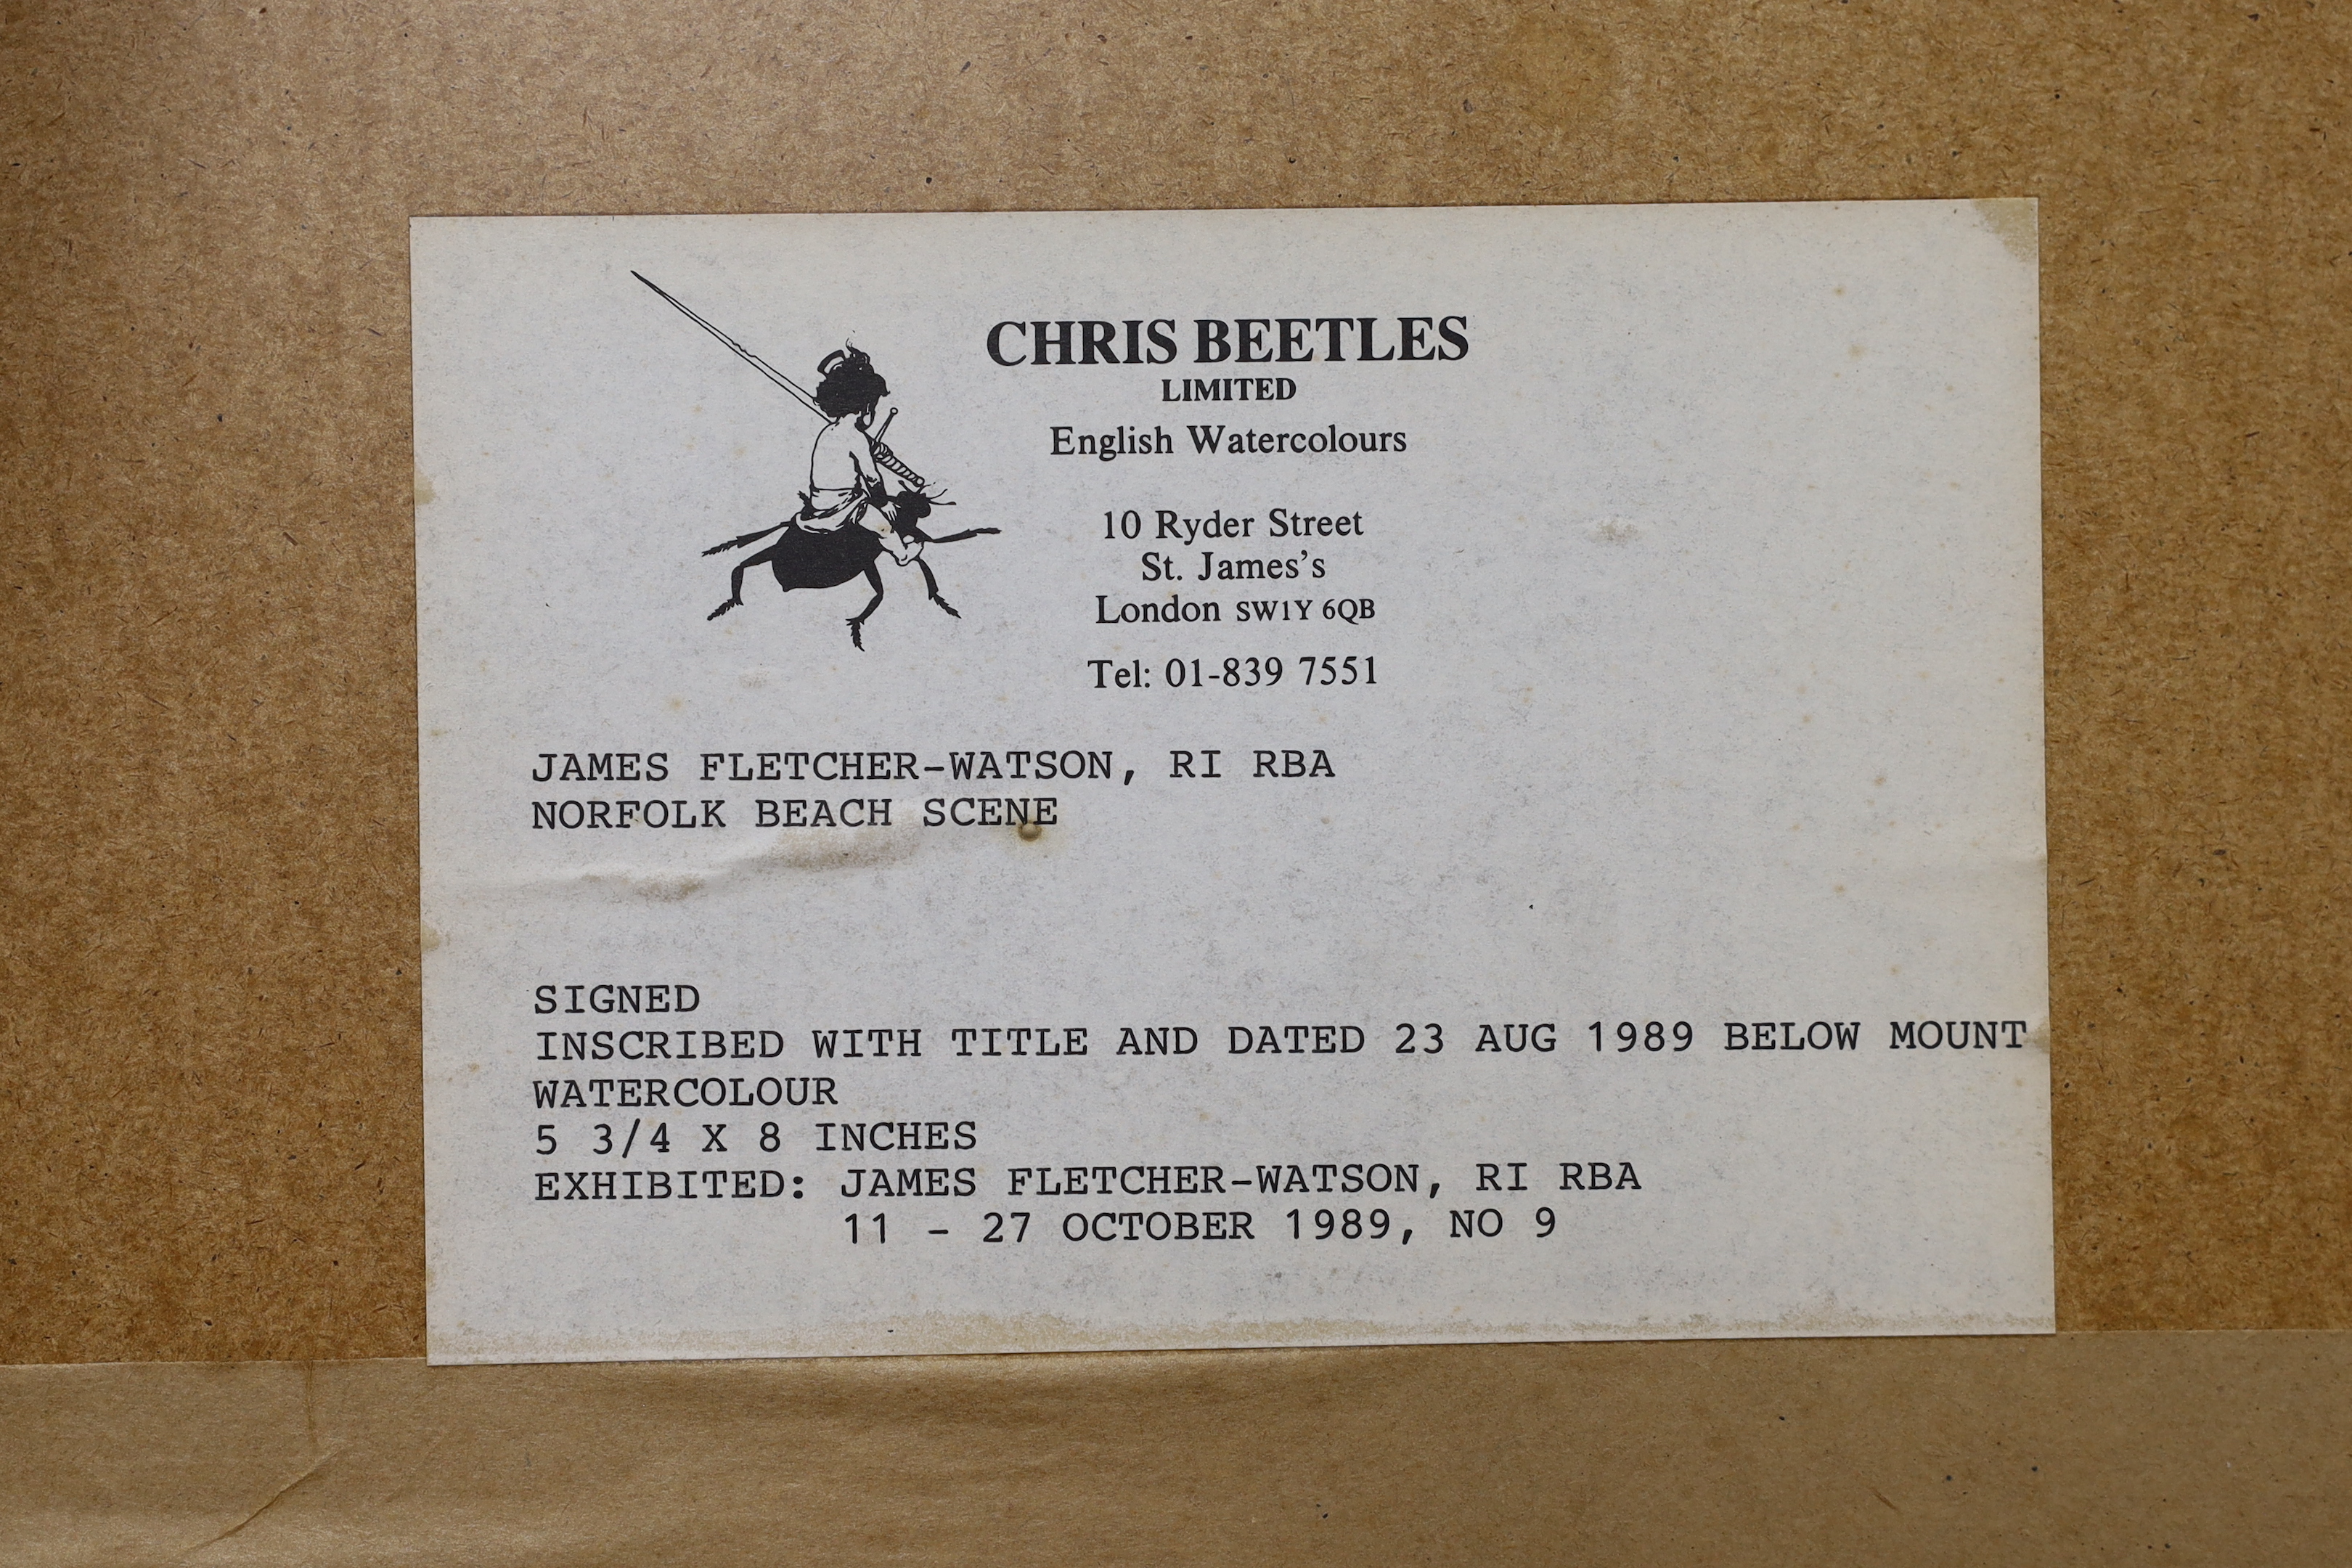 CHRIS BEETLES
LIMITED
English Watercolours
10 Ryder Street
St. James's
London SW1Y 6QB
Tel: 01-839 7551
JAMES FLETCHER-WATSON, RI RBA
NORFOLK BEACH SCENE
SIGNED
INSCRIBED WITH TITLE AND DATED 23 AUG 1989 BELOW MOUNT
WATERCOLOUR
5 3/4 X 8 INCHES
EXHIBITED: JAMES FLETCHER-WATSON, RI RBA
11 - 27 OCTOBER 1989, NO 9